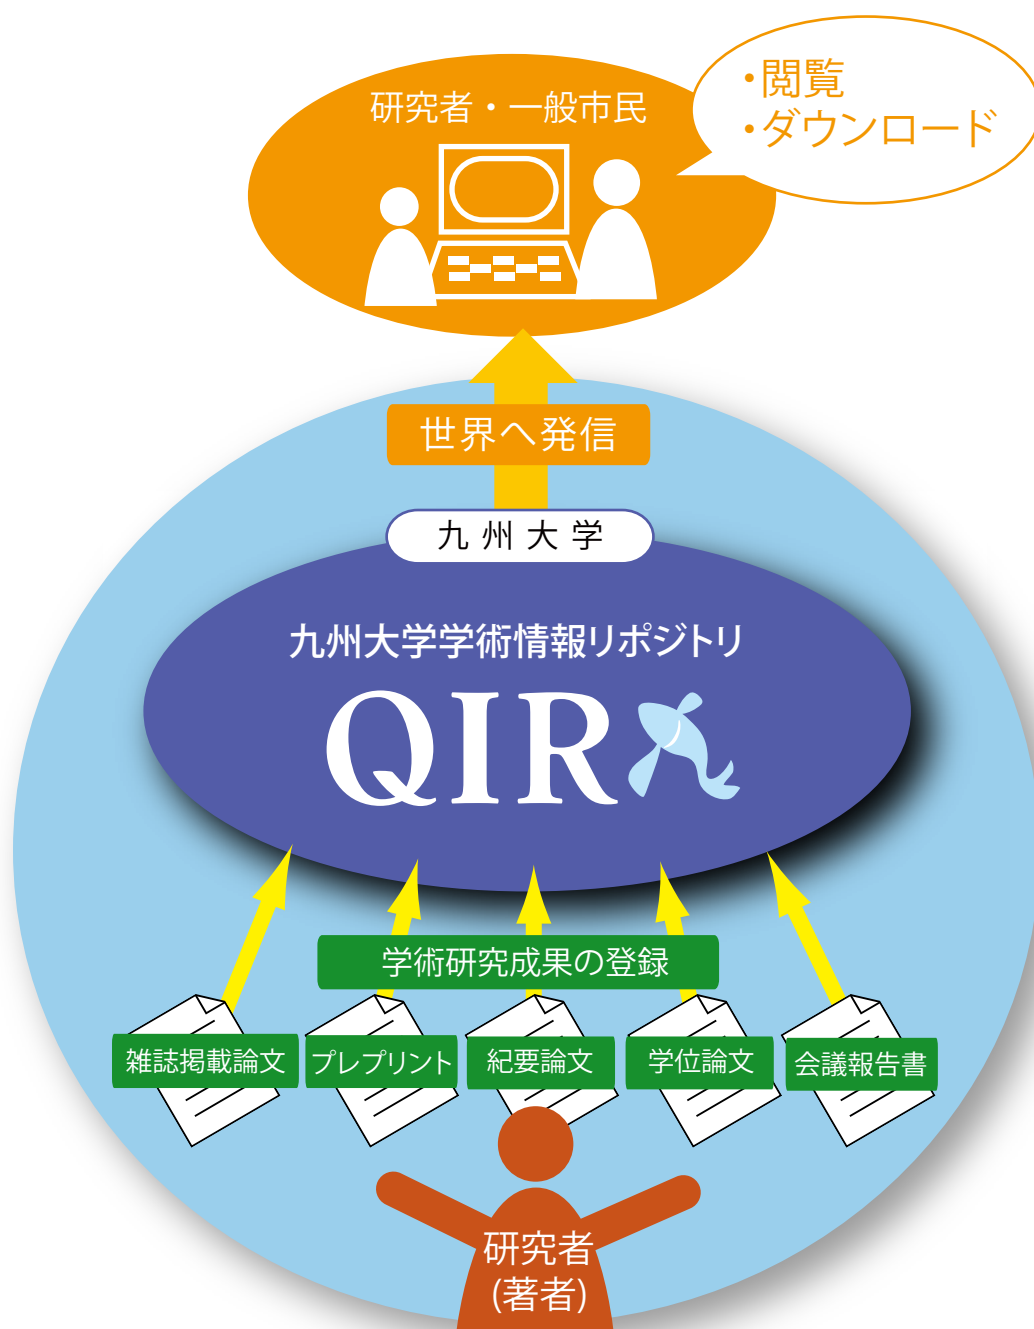 ・閲覧
・ダウンロード
研究者・一般市民
世界へ発信
九州大学
九州大学学術情報リポジトリ
QIR
学術研究成果の登録
雑誌掲載論文
プレプリント
紀要論文
学位論文
会議報告書
研究者
(著者)